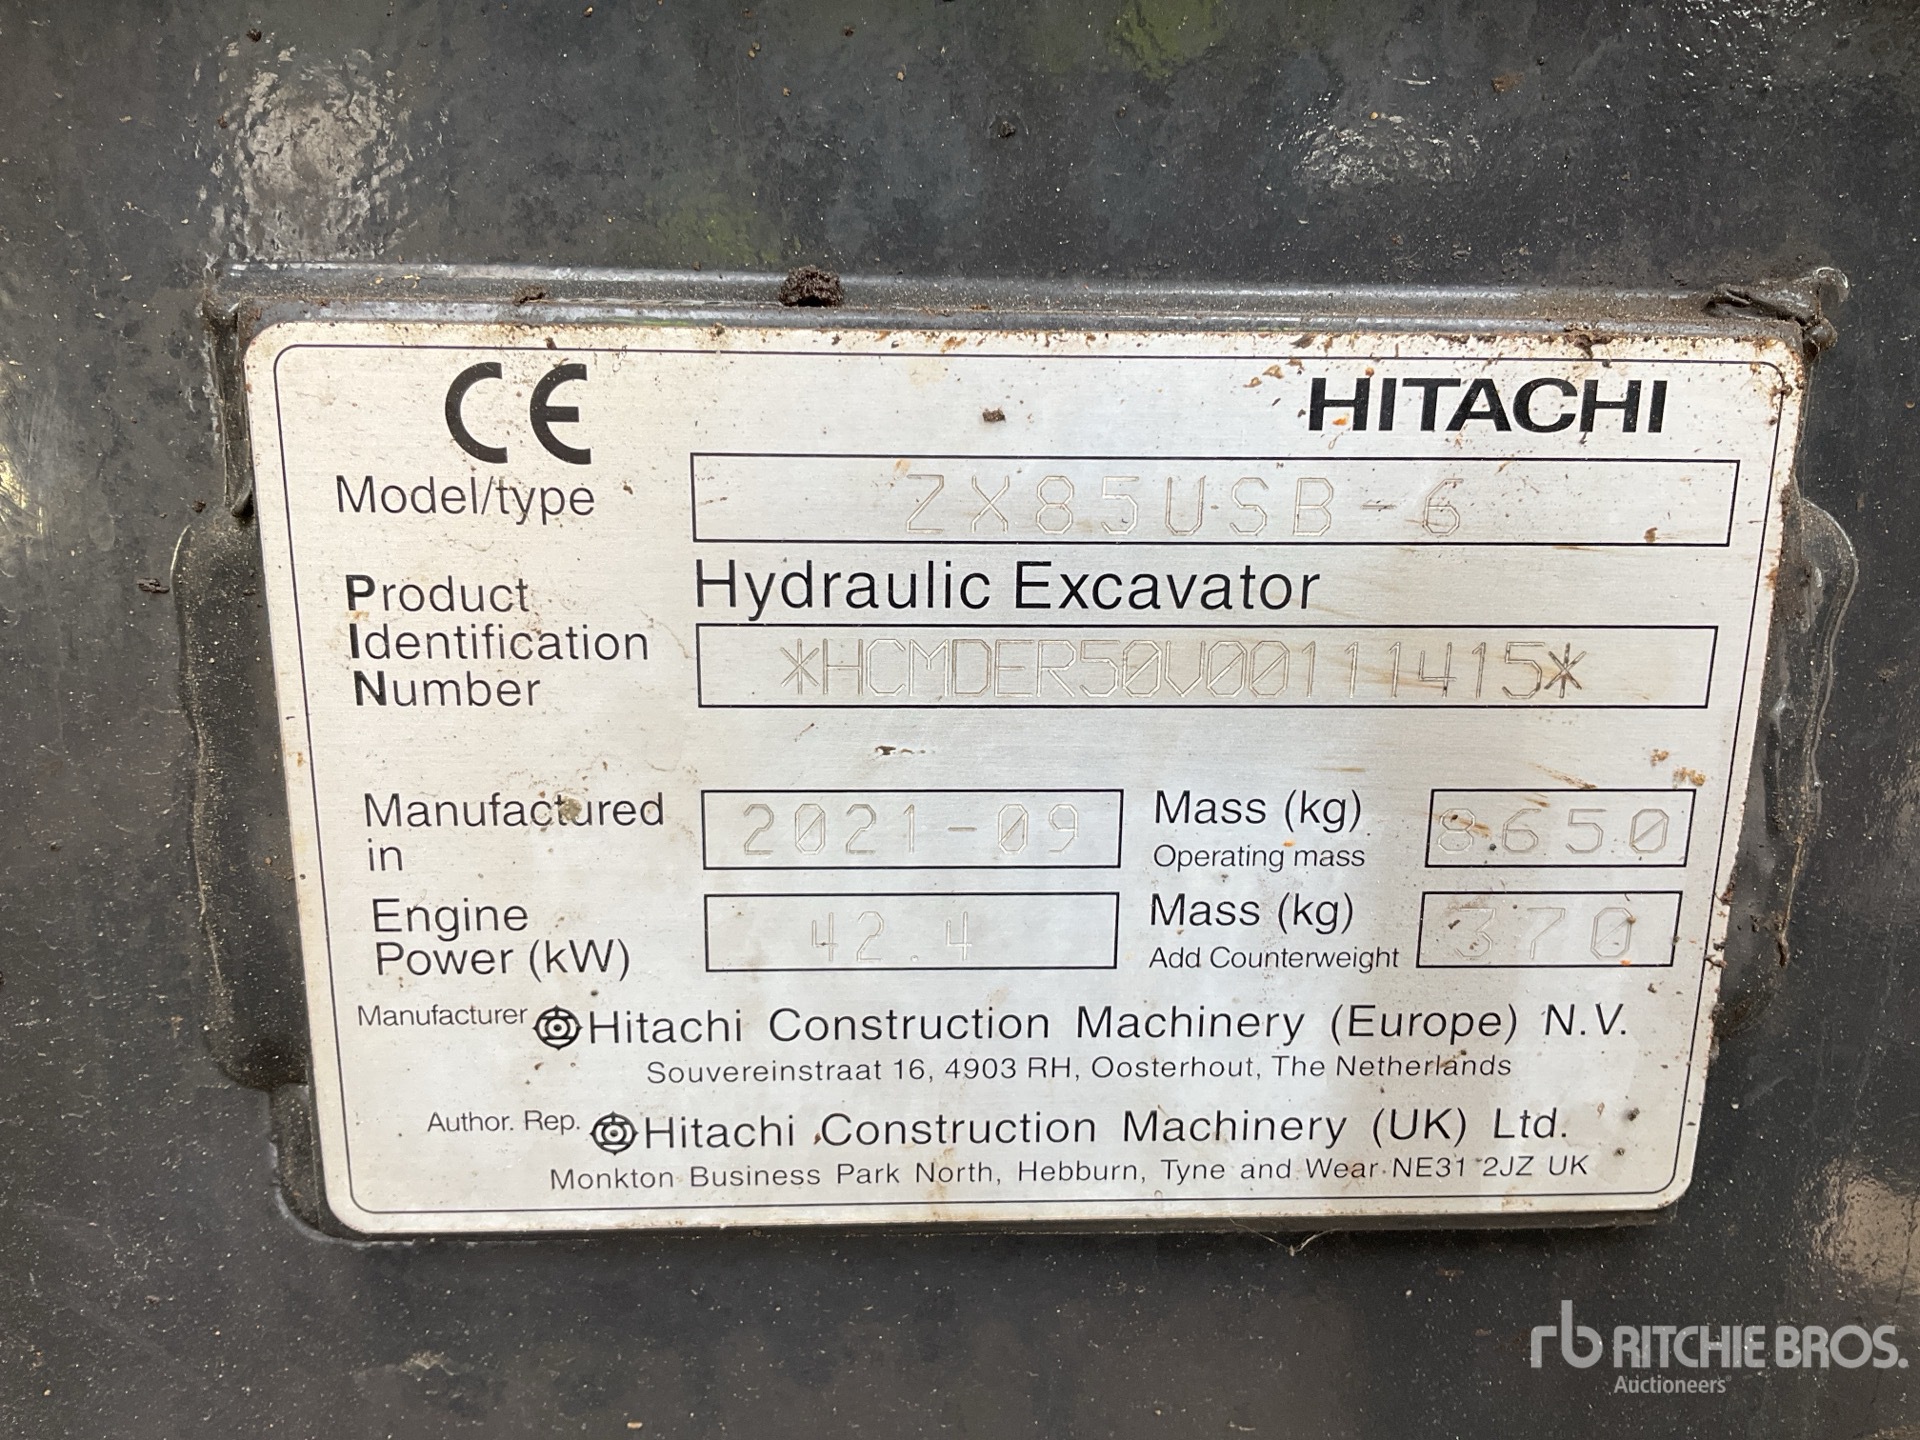 CE HITACHI
Model/type ZX85USB-6
Hydraulic Excavator
Product
Identification *HCMDER50V00111415*
Number
Manufactured in 2021-09 Mass (kg) Operating mass 8650
Engine Power (kW) 42.4 Mass (kg) Add Counterweight 370
Manufacturer Hitachi Construction Machinery (Europe) N.V.
Souvereinstraat 16, 4903 RH, Oosterhout, The Netherlands
Author. Rep. Hitachi Construction Machinery (UK) Ltd.
Monkton Business Park North, Hebburn, Tyne and Wear NE31 2JZ UK
rb RITCHIE BROS.
Auctioneers